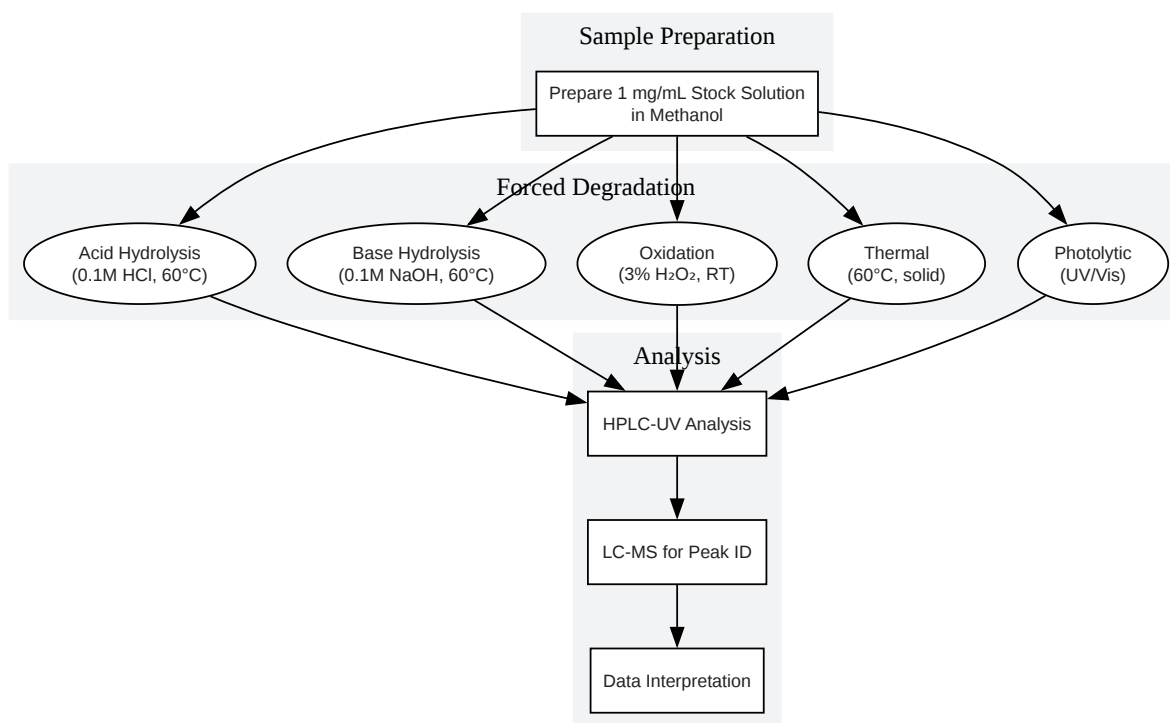 Sample Preparation
Prepare 1 mg/mL Stock Solution
in Methanol
Forced Degradation
Acid Hydrolysis
(0.1M HCl, 60°C)
Base Hydrolysis
(0.1M NaOH, 60°C)
Oxidation
(3% H₂O₂, RT)
Thermal
(60°C, solid)
Photolytic
(UV/Vis)
Analysis
HPLC-UV Analysis
LC-MS for Peak ID
Data Interpretation